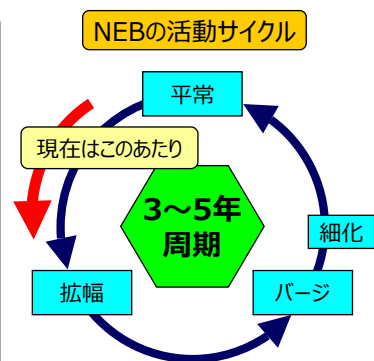 NEBの活動サイクル
平常
現在はこのあたり
3～5年
周期
細化
拡幅
バージ